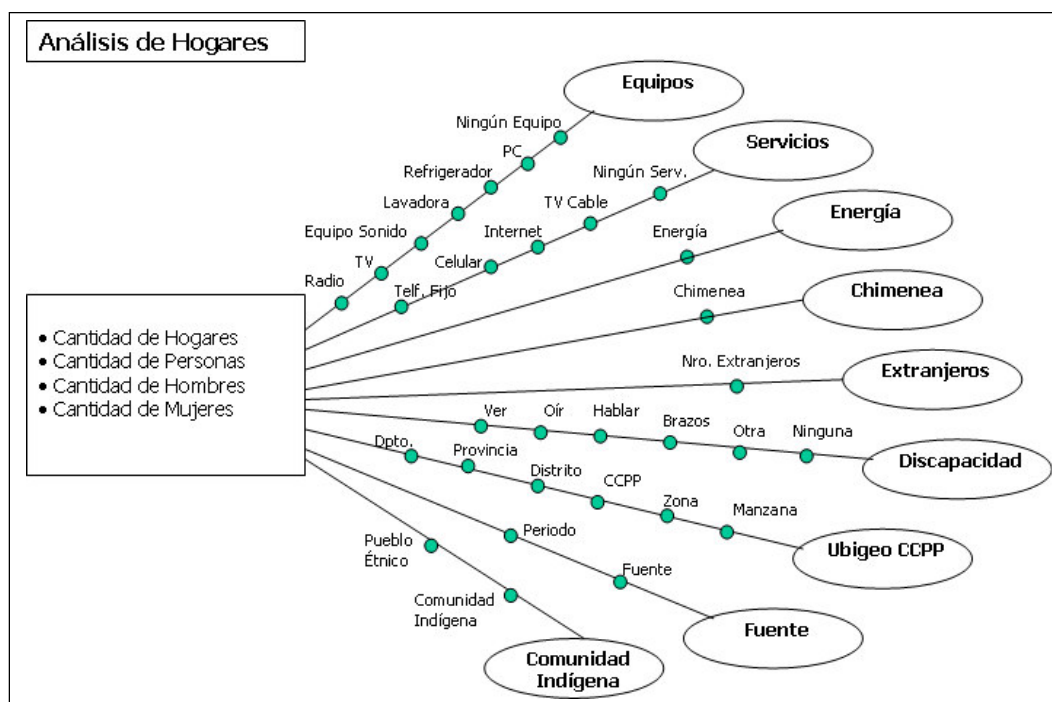 Análisis de Hogares
Equipos
Ningún Equipo
PC
Refrigerador
Lavadora
Equipo Sonido
TV
Radio
Servicios
Ningún Serv.
TV Cable
Internet
Celular
Telf. Fijo
Energía
Energía
Chimenea
Chimenea
Nro. Extranjeros
Extranjeros
• Cantidad de Hogares
• Cantidad de Personas
• Cantidad de Hombres
• Cantidad de Mujeres
Ver
Oír
Hablar
Brazos
Otra
Ninguna
Discapacidad
Dpto.
Provincia
Distrito
CCPP
Zona
Manzana
Ubigeo CCPP
Periodo
Fuente
Fuente
Pueblo
Étnico
Comunidad
Indígena
Comunidad
Indígena